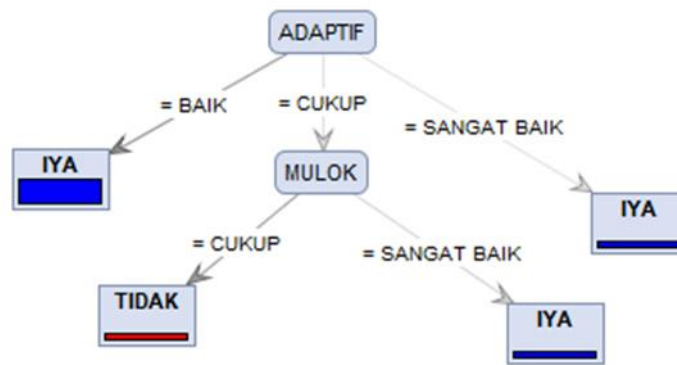 ADAPTIF
= BAIK
= CUKUP
= SANGAT BAIK
IYA
MULOK
IYA
= CUKUP
= SANGAT BAIK
TIDAK
IYA